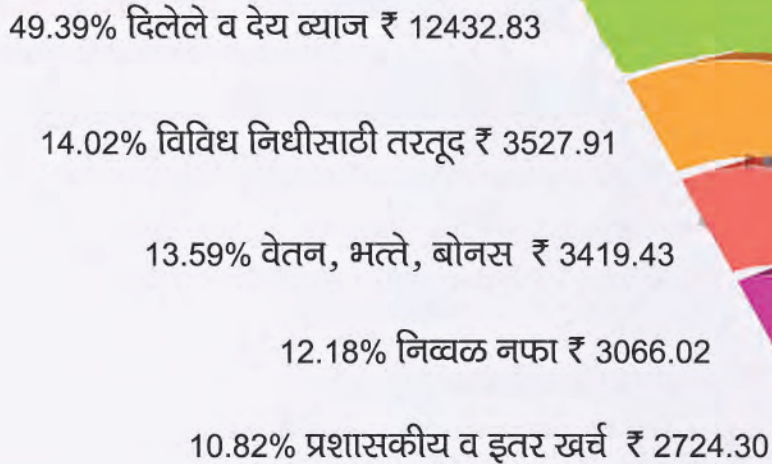 49.39% दिलेले व देय व्याज ₹ 12432.83
14.02% विविध निधीसाठी तरतूद ₹ 3527.91
13.59% वेतन, भत्ते, बोनस ₹ 3419.43
12.18% निव्वळ नफा ₹ 3066.02
10.82% प्रशासकीय व इतर खर्च ₹ 2724.30